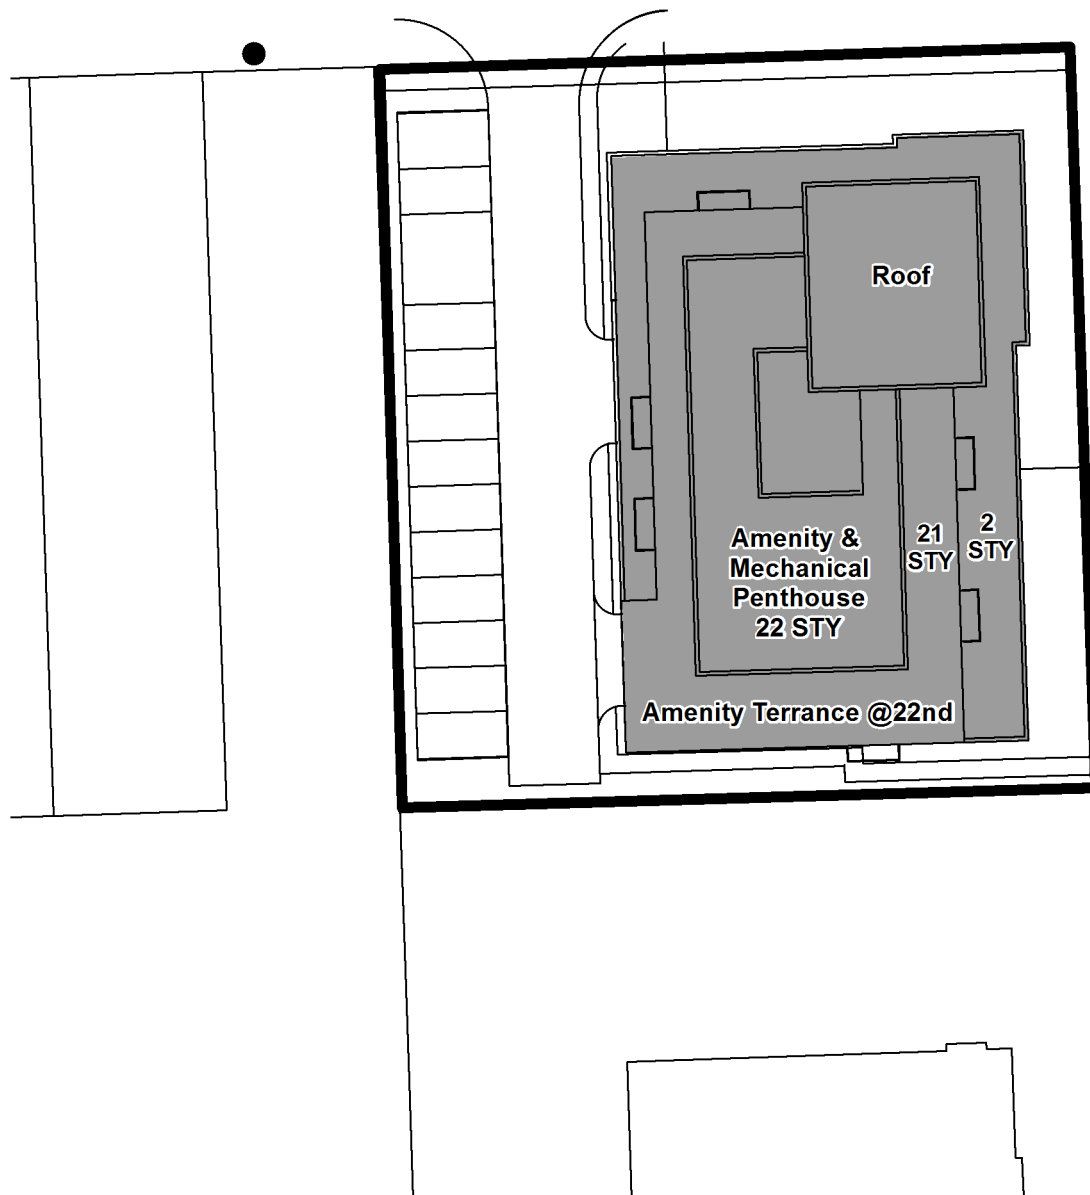 Roof
Amenity &
Mechanical
Penthouse
22 STY
21
STY
2
STY
Amenity Terrance @22nd